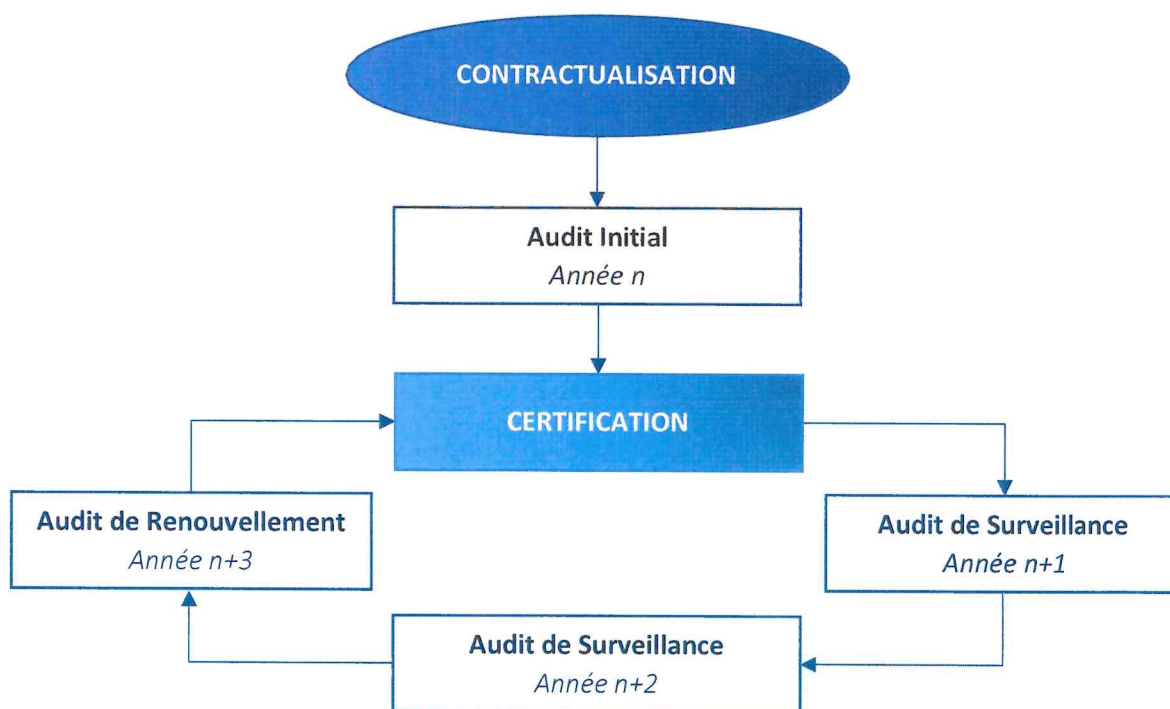 CONTRACTUALISATION
Audit Initial
Année n
CERTIFICATION
Audit de Renouvellement
Année n+3
Audit de Surveillance
Année n+1
Audit de Surveillance
Année n+2